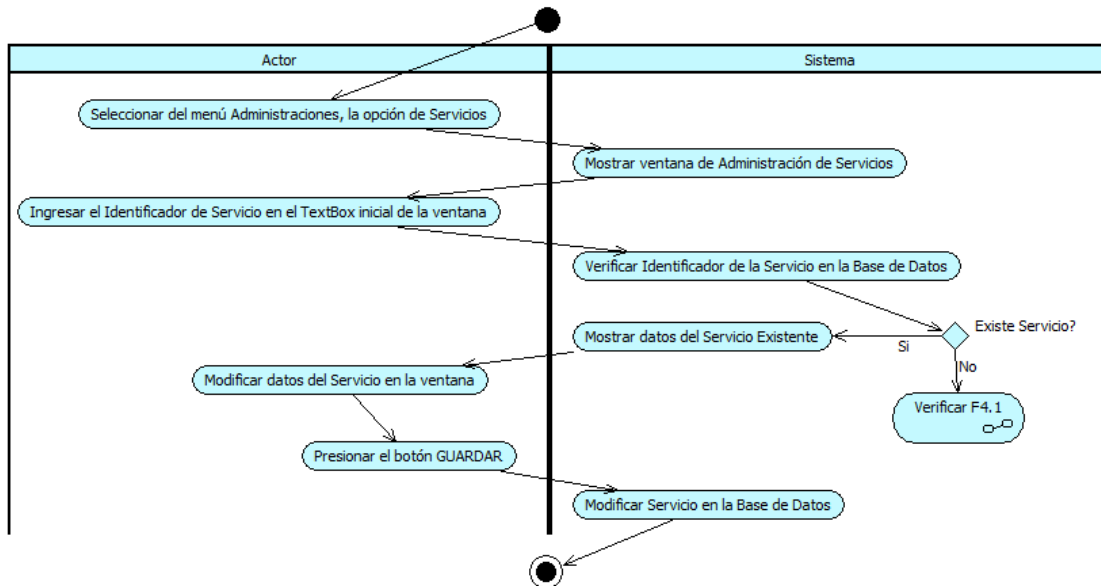 Actor
Sistema
Seleccionar del menú Administraciones, la opción de Servicios
Mostrar ventana de Administración de Servicios
Ingresar el Identificador de Servicio en el TextBox inicial de la ventana
Verificar Identificador de la Servicio en la Base de Datos
Existe Servicio?
Mostrar datos del Servicio Existente
Si
No
Modificar datos del Servicio en la ventana
Verificar F4.1
Presionar el botón GUARDAR
Modificar Servicio en la Base de Datos